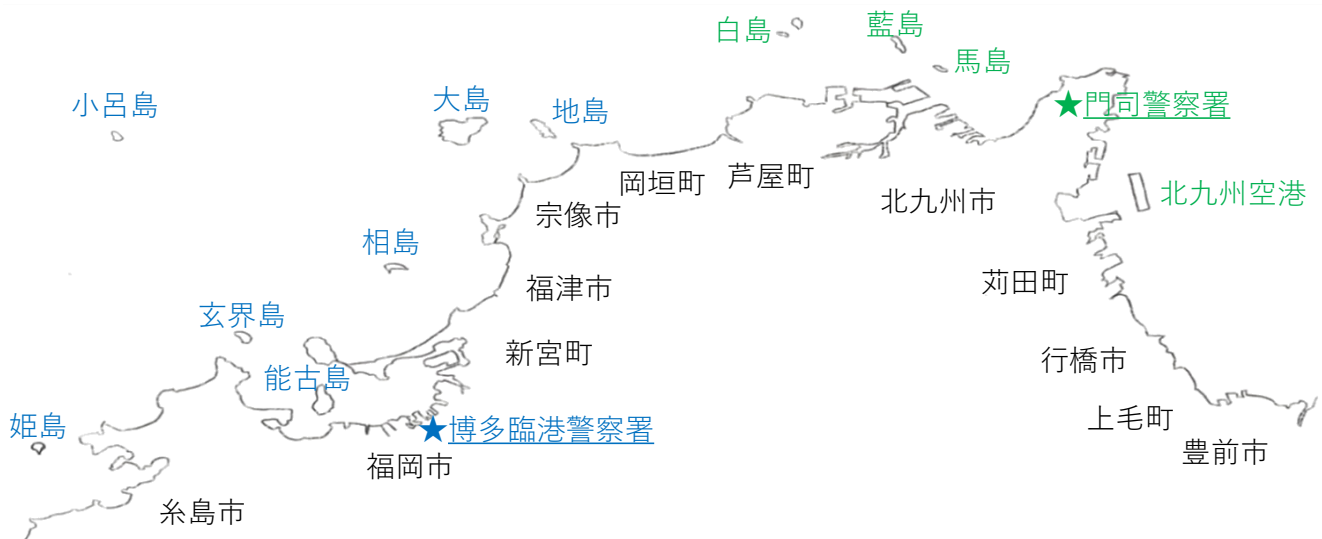 白島
藍島
馬島
小呂島
大島
地島
★門司警察署
岡垣町
芦屋町
北九州市
北九州空港
宗像市
相島
福津市
苅田町
玄界島
新宮町
行橋市
能古島
姫島
★博多臨港警察署
上毛町
豊前市
福岡市
糸島市